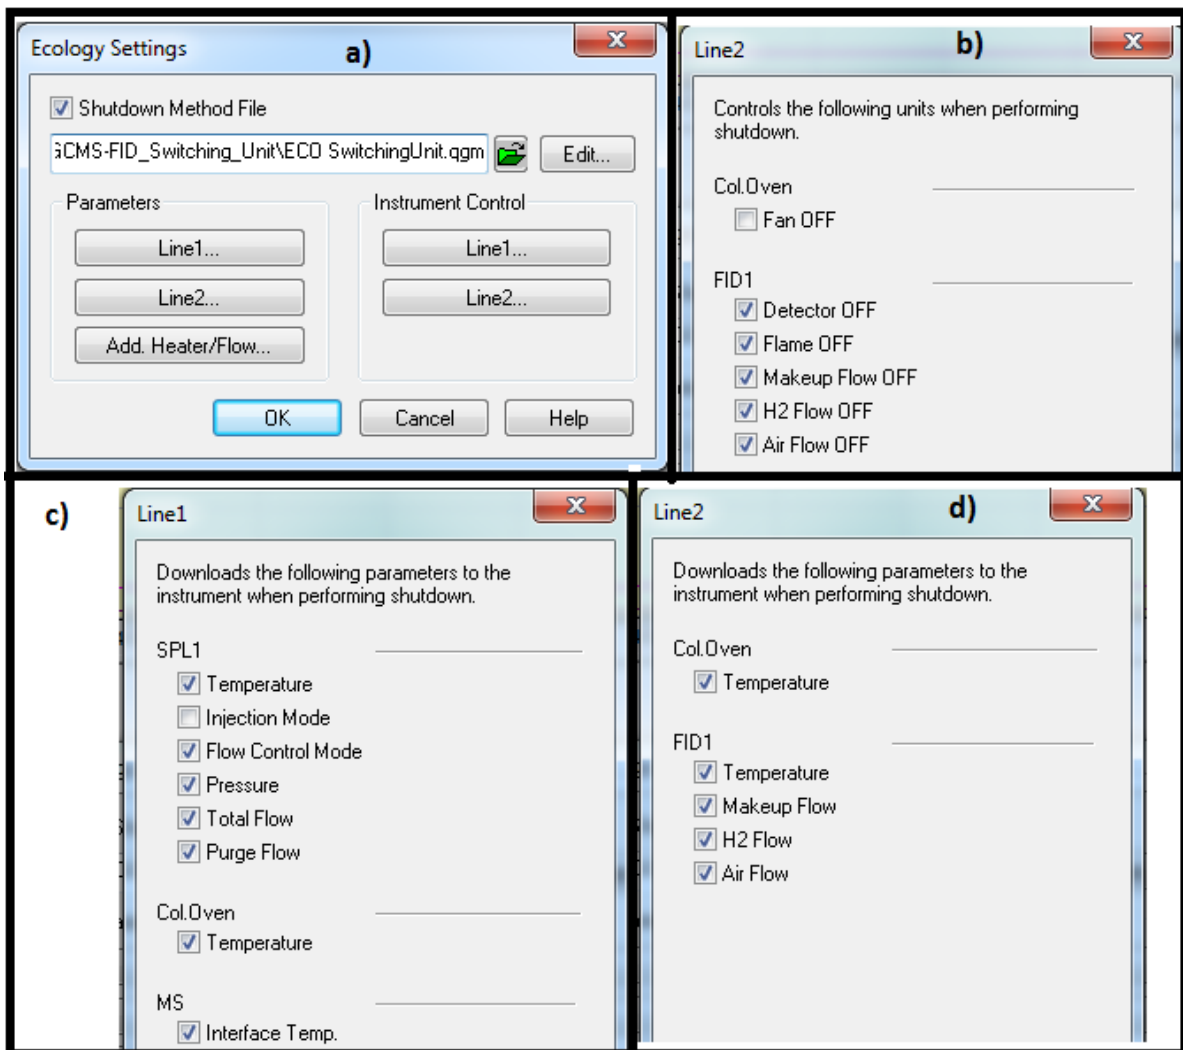 Ecology Settings
a)
Shutdown Method File
GCMS-FID_Switching_Unit\ECO SwitchingUnit.qgm
Edit...
Parameters
Line1...
Line2...
Add. Heater/Flow...
Instrument Control
Line1...
Line2...
OK
Cancel
Help
Line2
b)
Controls the following units when performing
shutdown.
Col.Oven
Fan OFF
FID1
Detector OFF
Flame OFF
Makeup Flow OFF
H2 Flow OFF
Air Flow OFF
c)
Line1
Downloads the following parameters to the
instrument when performing shutdown.
SPL1
Temperature
Injection Mode
Flow Control Mode
Pressure
Total Flow
Purge Flow
Col.Oven
Temperature
MS
Interface Temp.
Line2
d)
Downloads the following parameters to the
instrument when performing shutdown.
Col.Oven
Temperature
FID1
Temperature
Makeup Flow
H2 Flow
Air Flow